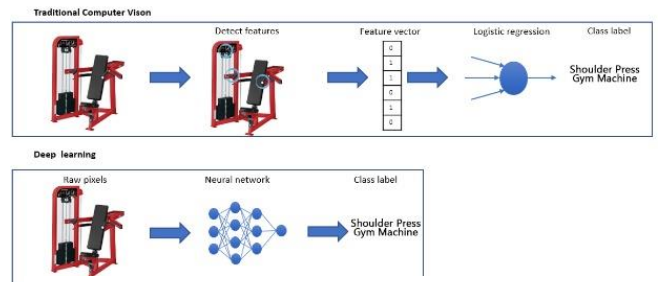 Traditional Computer Vison
Detect features
Feature vector
Logistic regression
Class label
0
1
1
0
1
0
Shoulder Press
Gym Machine
Deep learning
Raw pixels
Neural network
Class label
Shoulder Press
Gym Machine